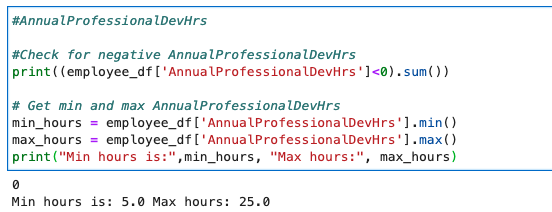 #AnnualProfessionalDevHrs
#Check for negative AnnualProfessionalDevHrs
print((employee_df['AnnualProfessionalDevHrs']<0).sum())
# Get min and max AnnualProfessionalDevHrs
min_hours = employee_df['AnnualProfessionalDevHrs'].min()
max_hours = employee_df['AnnualProfessionalDevHrs'].max()
print("Min hours is:",min_hours, "Max hours:", max_hours)
0
Min hours is: 5.0 Max hours: 25.0